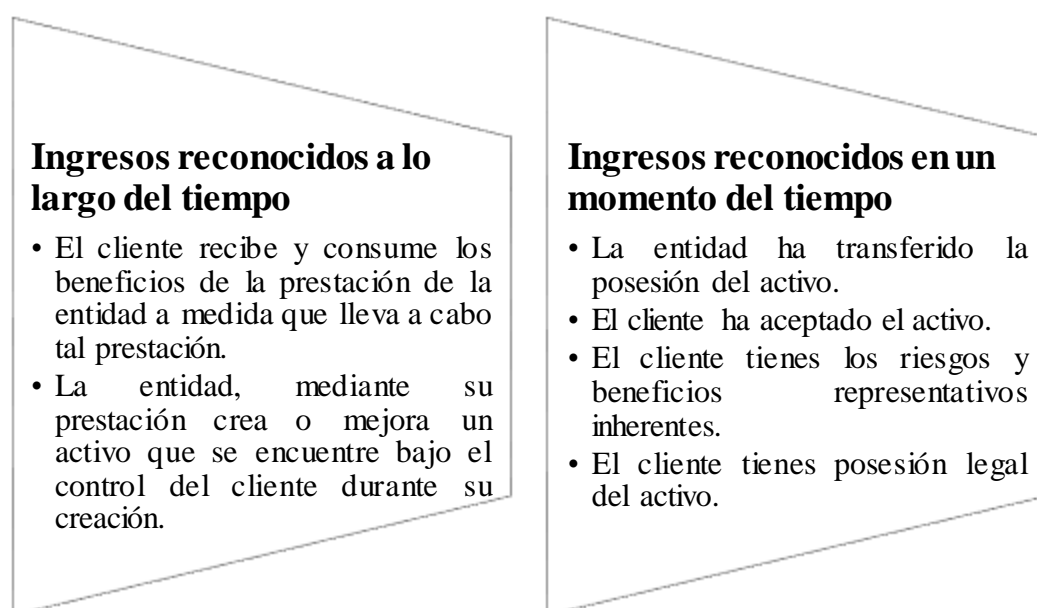 Ingresos reconocidos a lo
largo del tiempo
• El cliente recibe y consume los
beneficios de la prestación de la
entidad a medida que lleva a cabo
tal prestación.
• La entidad, mediante su
prestación crea o mejora un
activo que se encuentre bajo el
control del cliente durante su
creación.
Ingresos reconocidos en un
momento del tiempo
• La entidad ha transferido la
posesión del activo.
• El cliente ha aceptado el activo.
• El cliente tienes los riesgos y
beneficios representativos
inherentes.
• El cliente tienes posesión legal
del activo.